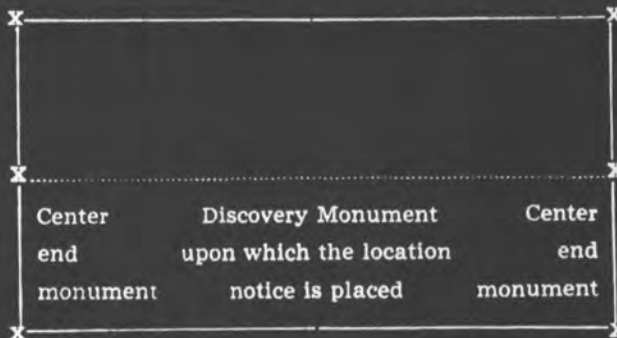 X X
X X
Center Discovery Monument Center
end upon which the location end
monument notice is placed monument
X X